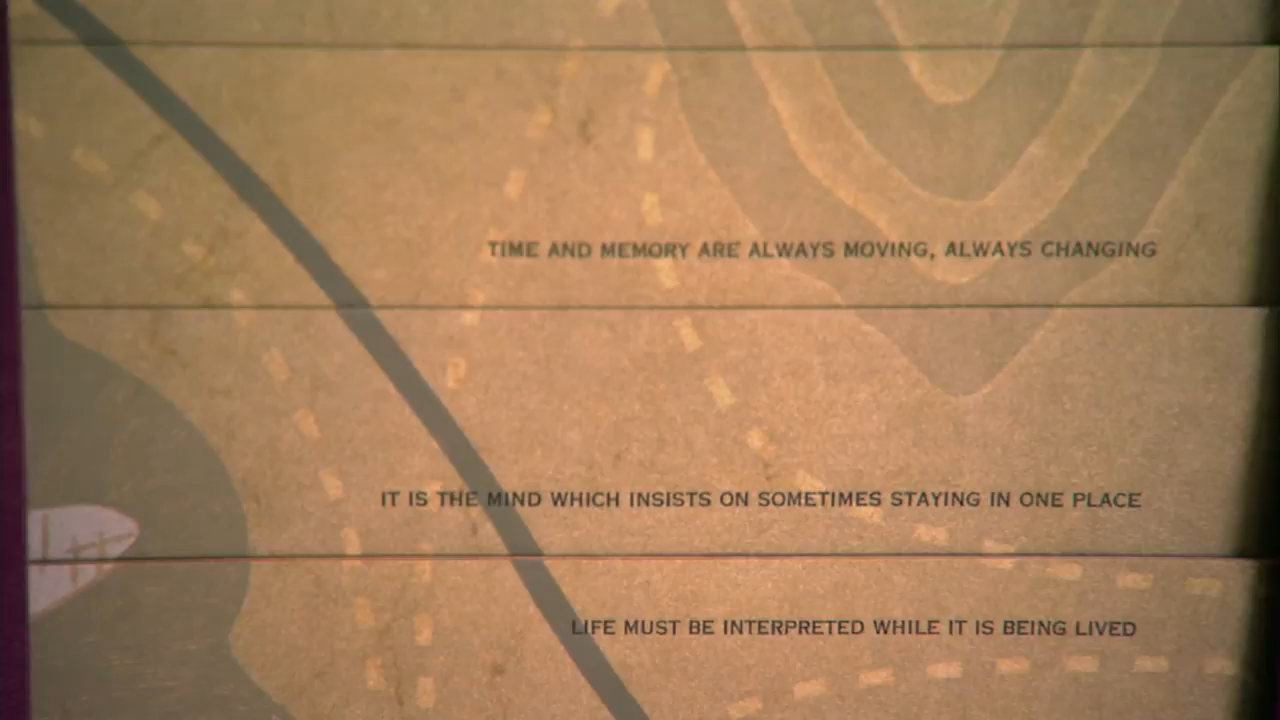 TIME AND MEMORY ARE ALWAYS MOVING, ALWAYS CHANGING
IT IS THE MIND WHICH INSISTS ON SOMETIMES STAYING IN ONE PLACE
LIFE MUST BE INTERPRETED WHILE IT IS BEING LIVED